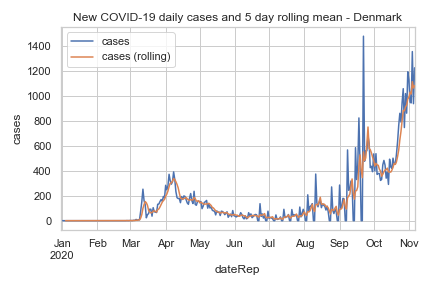 New COVID-19 daily cases and 5 day rolling mean - Denmark
cases
cases (rolling)
1400
1200
1000
800
600
400
200
0
cases
Jan Feb Mar Apr May Jun Jul Aug Sep Oct Nov
2020
dateRep